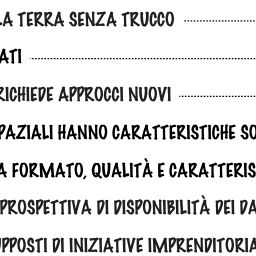 LA TERRA SENZA TRUCCO
ATI
RICHIEDE APPROCCI NUOVI
PAZIALI HANNO CARATTERISTICHE SO
A FORMATO, QUALITÀ E CARATTERIS
PROSPETTIVA DI DISPONIBILITÀ DEI DA
PPOSTI DI INIZIATIVE IMPRENDITORIA